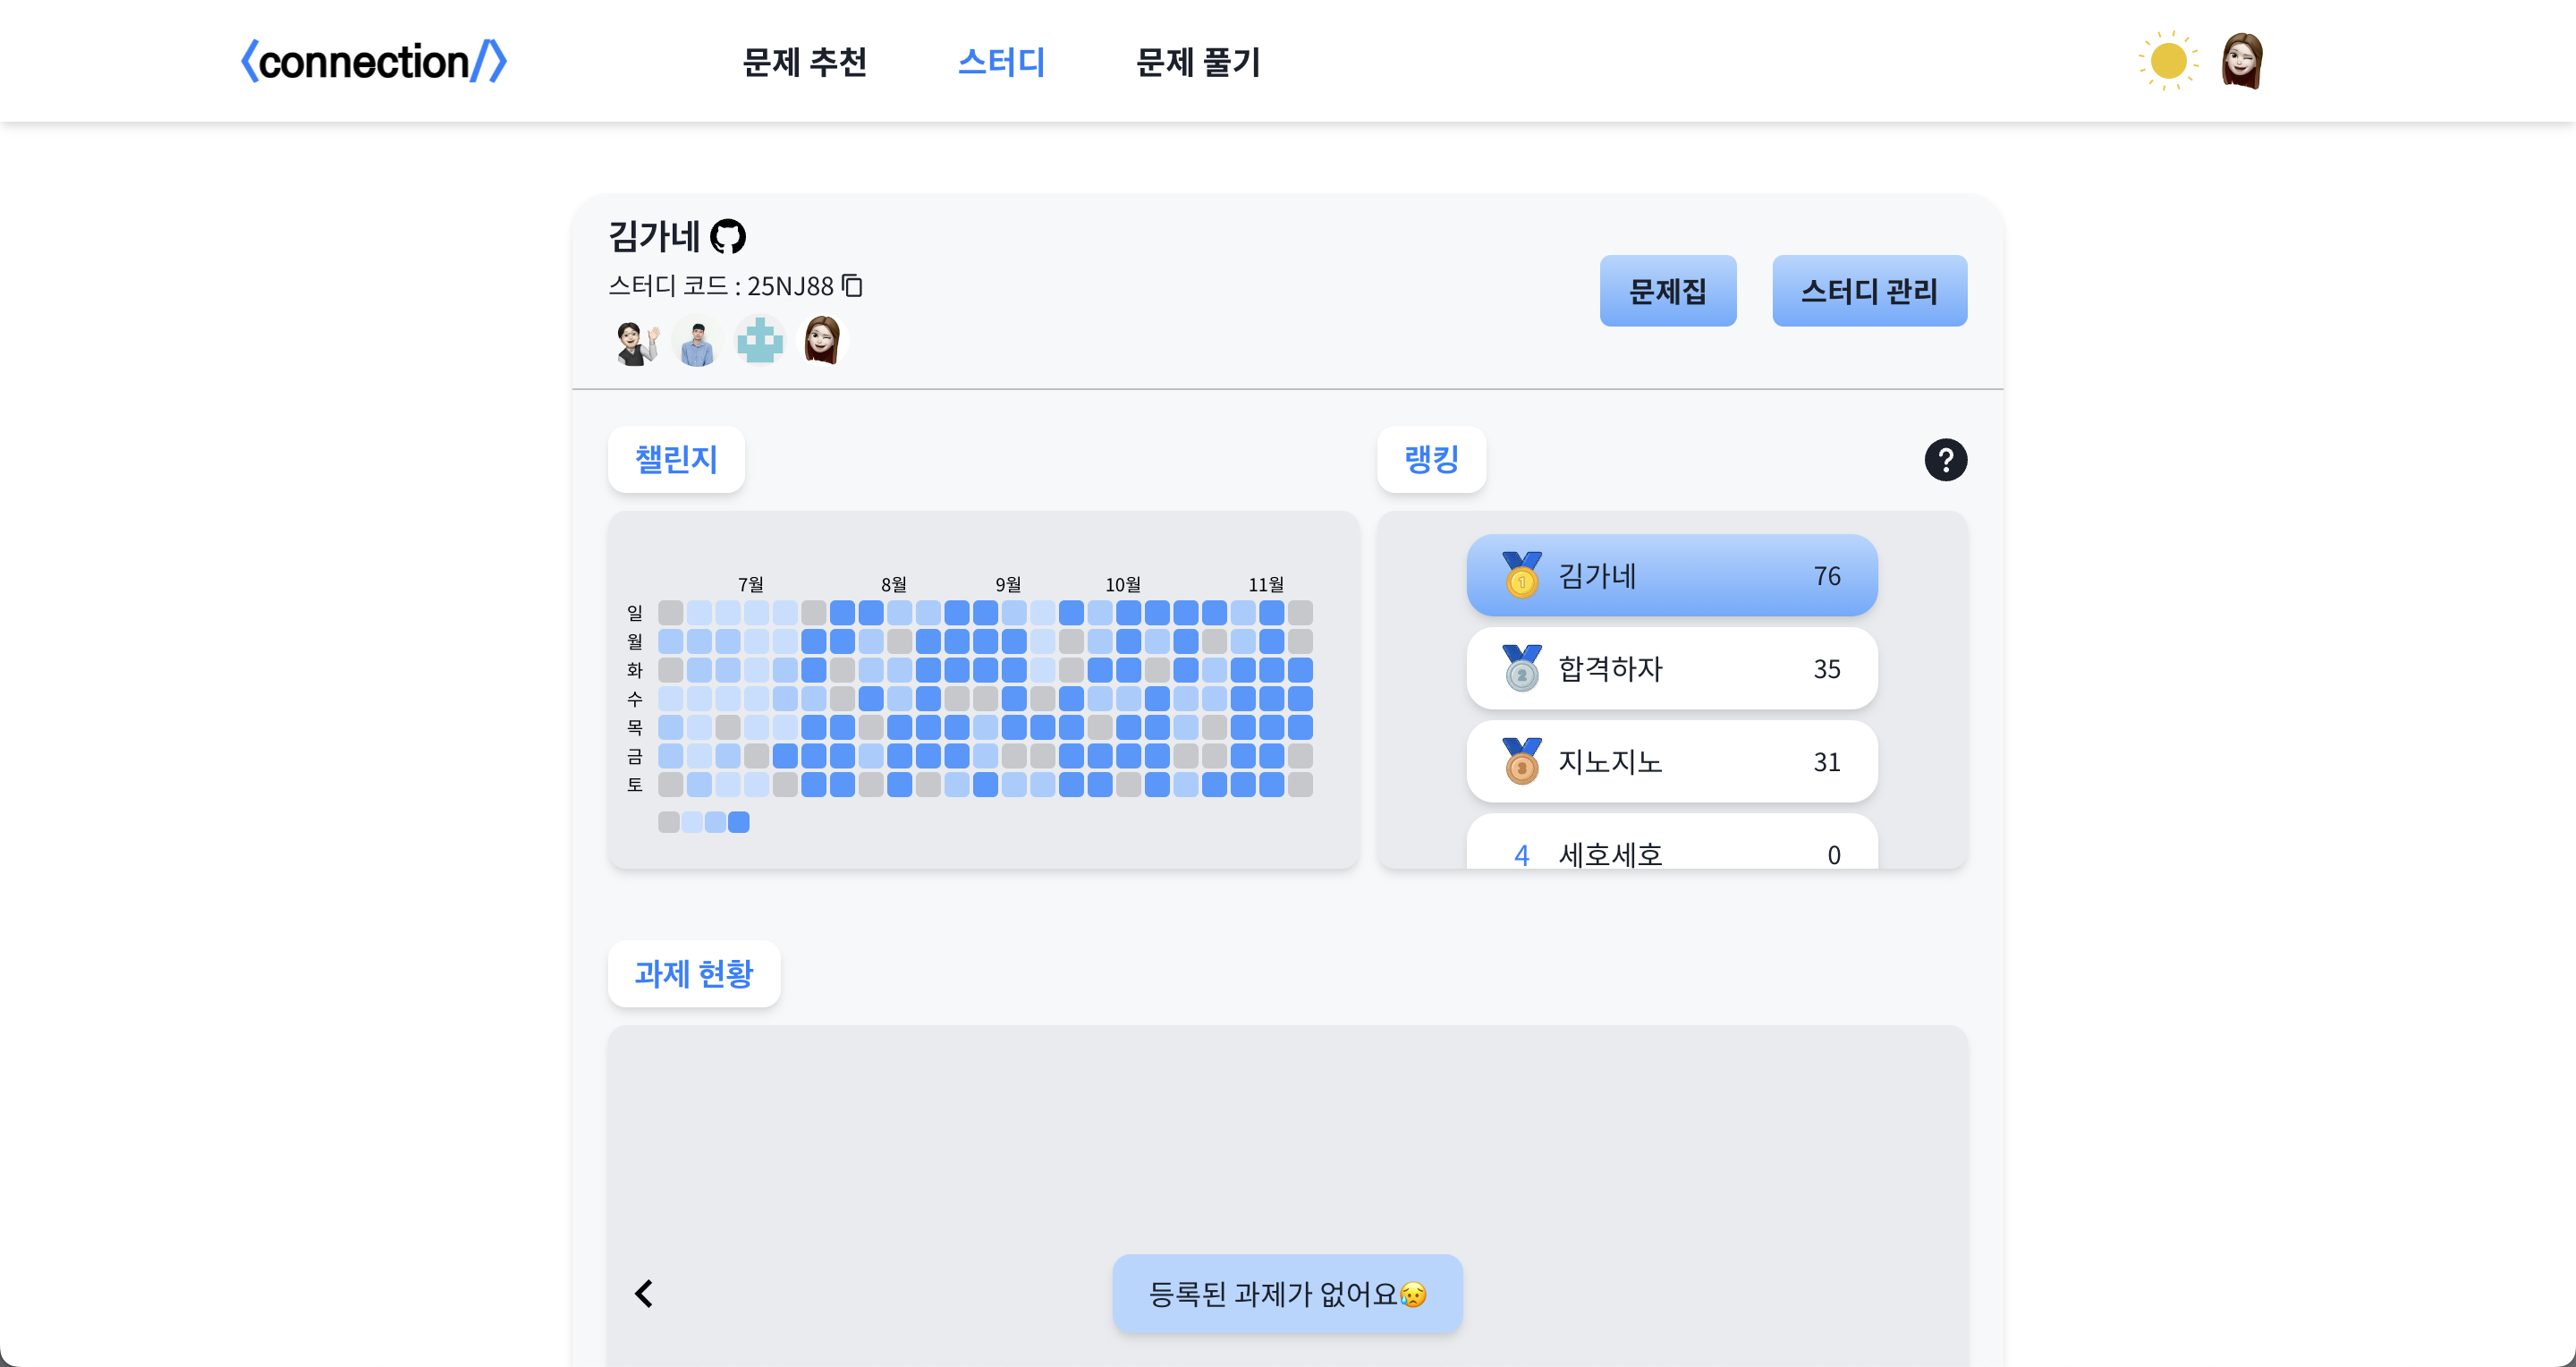 <connection/>
문제 추천
스터디
문제 풀기
김가네
스터디 코드 : 25NJ88
문제집
스터디 관리
챌린지
7월 8월 9월 10월 11월
일
월
화
수
목
금
토
랭킹
?
1 김가네 76
2 합격하자 35
3 지노지노 31
4 세호세호 0
과제 현황
등록된 과제가 없어요😥